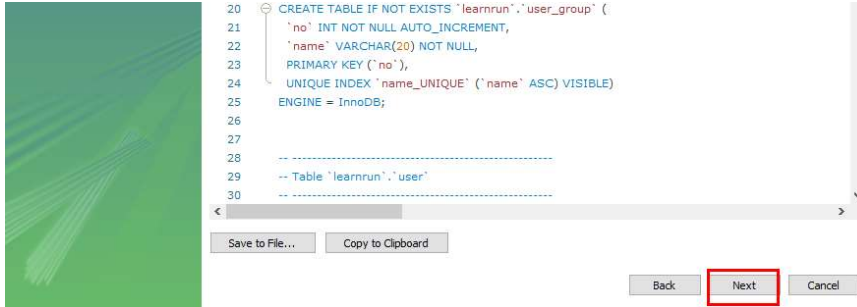 20 CREATE TABLE IF NOT EXISTS `learnrun`.`user_group` (
21 `no` INT NOT NULL AUTO_INCREMENT,
22 `name` VARCHAR(20) NOT NULL,
23 PRIMARY KEY (`no`),
24 UNIQUE INDEX `name_UNIQUE` (`name` ASC) VISIBLE)
25 ENGINE = InnoDB;
26
27
28 -- -----------------------------------------------------
29 -- Table `learnrun`.`user`
30 -- -----------------------------------------------------
Save to File... Copy to Clipboard
Back Next Cancel